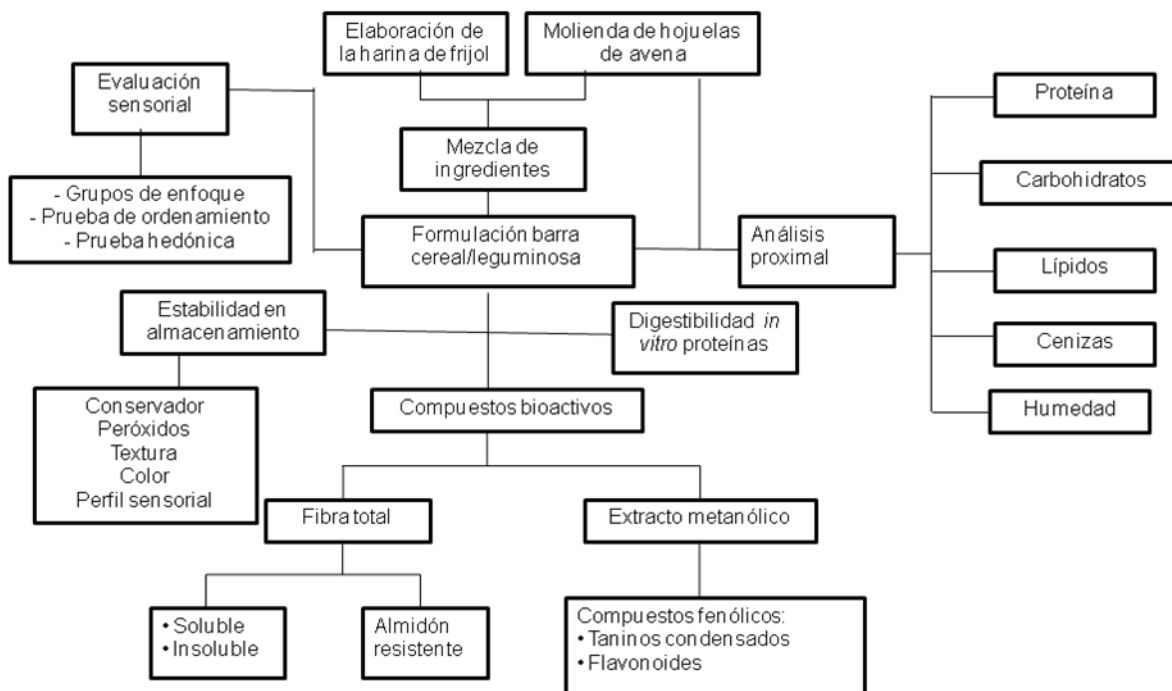 Elaboración de
la harina de frijol
Molienda de hojuelas
de avena
Evaluación
sensorial
Proteína
Mezcla de
ingredientes
Carbohidratos
- Grupos de enfoque
- Prueba de ordenamiento
- Prueba hedónica
Formulación barra
cereal/leguminosa
Análisis
proximal
Lípidos
Estabilidad en
almacenamiento
Digestibilidad in
vitro proteínas
Cenizas
Conservador
Peróxidos
Textura
Color
Perfil sensorial
Compuestos bioactivos
Humedad
Fibra total
Extracto metanólico
• Soluble
• Insoluble
Almidón
resistente
Compuestos fenólicos:
• Taninos condensados
• Flavonoides